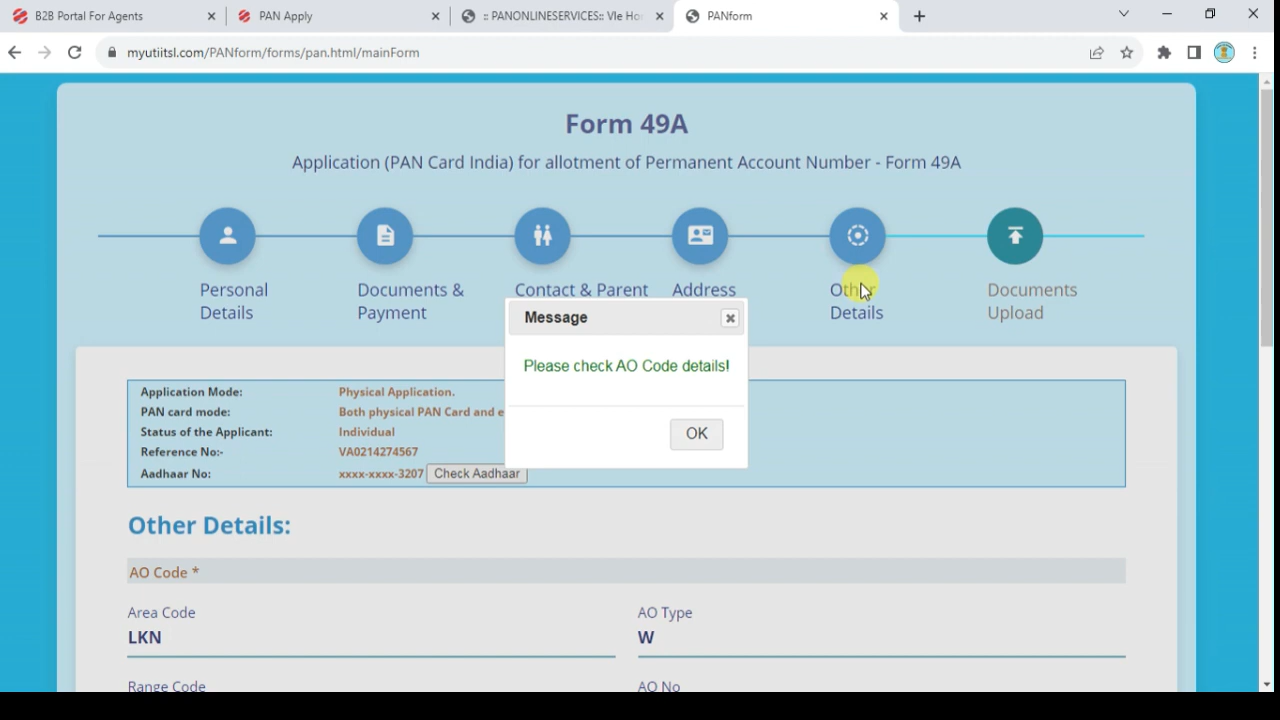 B2B Portal For Agents
PAN Apply
:: PANONLINESERVICES:: Vle Ho
PANform
myutiitsl.com/PANform/forms/pan.html/mainForm
Form 49A
Application (PAN Card India) for allotment of Permanent Account Number - Form 49A
Personal Details
Documents & Payment
Contact & Parent
Address
Other Details
Documents Upload
Message
Please check AO Code details!
OK
Application Mode: Physical Application.
PAN card mode: Both physical PAN Card and e
Status of the Applicant: Individual
Reference No:- VA0214274567
Aadhaar No: xxxx-xxxx-3207 Check Aadhaar
Other Details:
AO Code *
Area Code
LKN
AO Type
W
Range Code
AO No